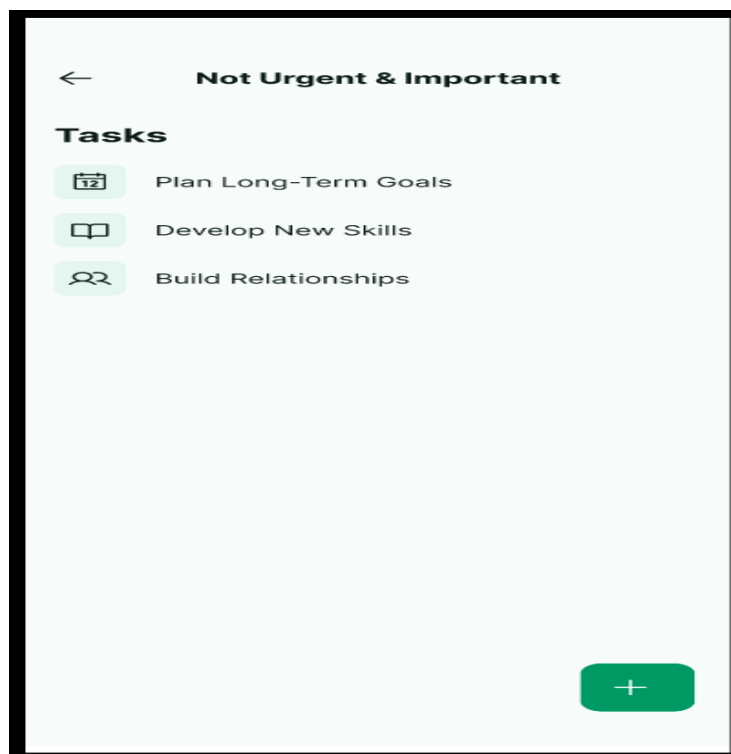 Not Urgent & Important
Tasks
12
Plan Long-Term Goals
Develop New Skills
Build Relationships
+